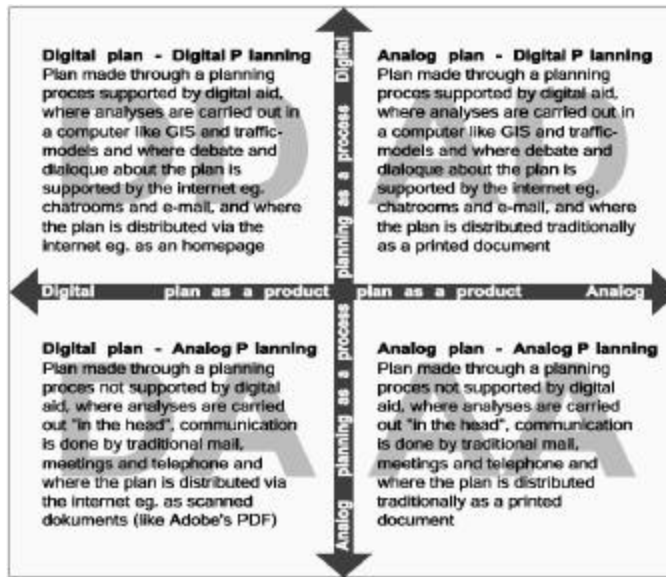 Digital plan - Digital P lanning
Plan made through a planning
proces supported by digital aid,
where analyses are carried out in
a computer like GIS and traffic-
models and where debate and
dialoque about the plan is
supported by the internet eg.
chatrooms and e-mail, and where
the plan is distributed via the
internet eg. as an homepage
DD
Analog plan - Digital P lanning
Plan made through a planning
proces supported by digital aid,
where analyses are carried out in
a computer like GIS and traffic-
models and where debate and
dialoque about the plan is
supported by the internet eg.
chatrooms and e-mail, and where
the plan is distributed traditionally
as a printed document
AD
planning as a process Digital
Digital plan as a product plan as a product Analog
Digital plan - Analog P lanning
Plan made through a planning
proces not supported by digital
aid, where analyses are carried
out "in the head", communication
is done by traditional mail,
meetings and telephone and
where the plan is distributed via
the internet eg. as scanned
dokuments (like Adobe's PDF)
DA
Analog plan - Analog P lanning
Plan made through a planning
proces not supported by digital
aid, where analyses are carried
out "in the head", communication
is done by traditional mail,
meetings and telephone and
where the plan is distributed
traditionally as a printed
document
AA
Analog planning as a process